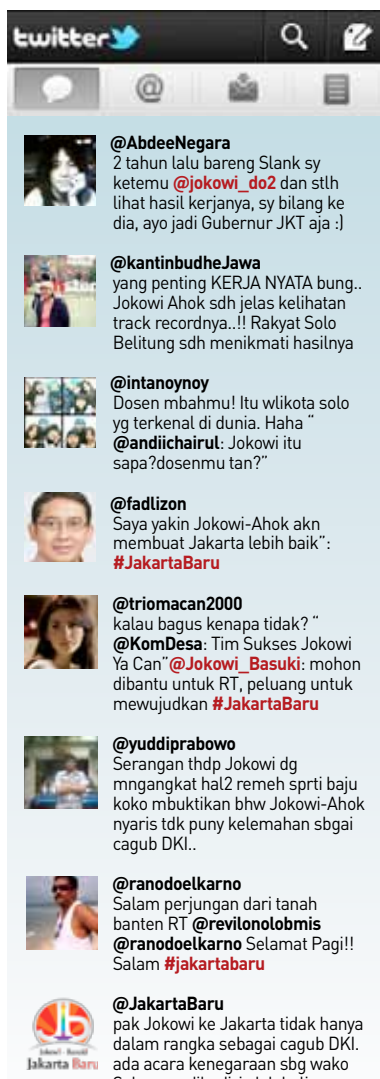 twitter
@
@AbdeeNegara
2 tahun lalu bareng Slank sy
ketemu @jokowi_do2 dan stlh
lihat hasil kerjanya, sy bilang ke
dia, ayo jadi Gubernur JKT aja :)
@kantinbudheJawa
yang penting KERJA NYATA bung..
Jokowi Ahok sdh jelas kelihatan
track recordnya..!! Rakyat Solo
Belitung sdh menikmati hasilnya
@intanoynoy
Dosen mbahmu! Itu wlikota solo
yg terkenal di dunia. Haha “
@andiichairul: Jokowi itu
sapa?dosenmu tan?”
@fadlizon
Saya yakin Jokowi-Ahok akn
membuat Jakarta lebih baik”:
#JakartaBaru
@triomacan2000
kalau bagus kenapa tidak? “
@KomDesa: Tim Sukses Jokowi
Ya Can”@Jokowi_Basuki: mohon
dibantu untuk RT, peluang untuk
mewujudkan #JakartaBaru
@yuddiprabowo
Serangan thdp Jokowi dg
mngangkat hal2 remeh sprti baju
koko mbuktikan bhw Jokowi-Ahok
nyaris tdk puny kelemahan sbgai
cagub DKI..
@ranodoelkarno
Salam perjungan dari tanah
banten RT @revilonolobmis
@ranodoelkarno Selamat Pagi!!
Salam #jakartabaru
Jakarta Baru
@JakartaBaru
pak Jokowi ke Jakarta tidak hanya
dalam rangka sebagai cagub DKI.
ada acara kenegaraan sbg wako